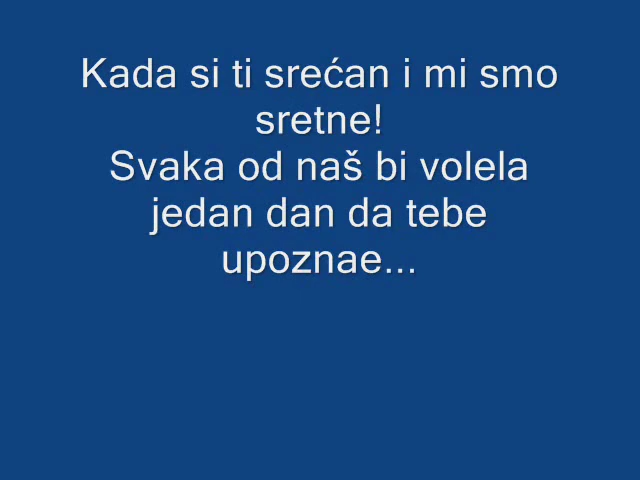 Kada si ti srećan i mi smo
sretne!
Svaka od naš bi volela
jedan dan da tebe
upoznae...